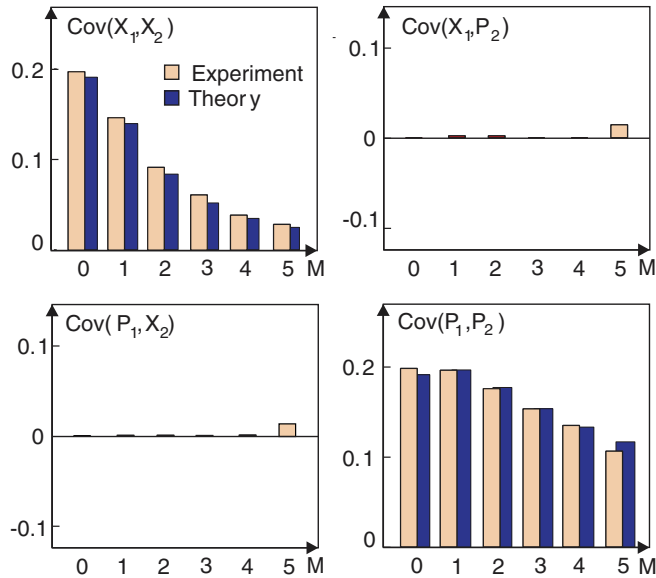 Cov(X₁,X₂)
0.2
0.1
0
Experiment
Theory
0 1 2 3 4 5 M
Cov(X₁,P₂)
0.1
0
-0.1
0 1 2 3 4 5 M
Cov(P₁,X₂)
0.1
0
-0.1
0 1 2 3 4 5 M
Cov(P₁,P₂)
0.2
0.1
0
0 1 2 3 4 5 M